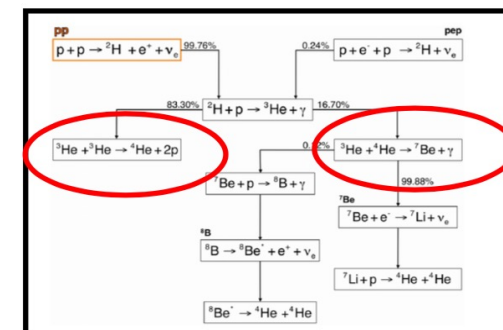 pp
pep
p + p → ²H + e⁺ + νₑ 99.76% 0.24% p + e⁻ + p → ²H + νₑ
83.30% ²H + p → ³He + γ 16.70%
³He + ³He → ⁴He + 2p ³He + ⁴He → ⁷Be + γ
99.88%
⁷Be + p → ⁸B + γ
⁷Be
⁷Be + e⁻ → ⁷Li + νₑ
⁸B
⁸B → ⁸Be* + e⁺ + νₑ
⁷Li + p → ⁴He + ⁴He
⁸Be* → ⁴He + ⁴He